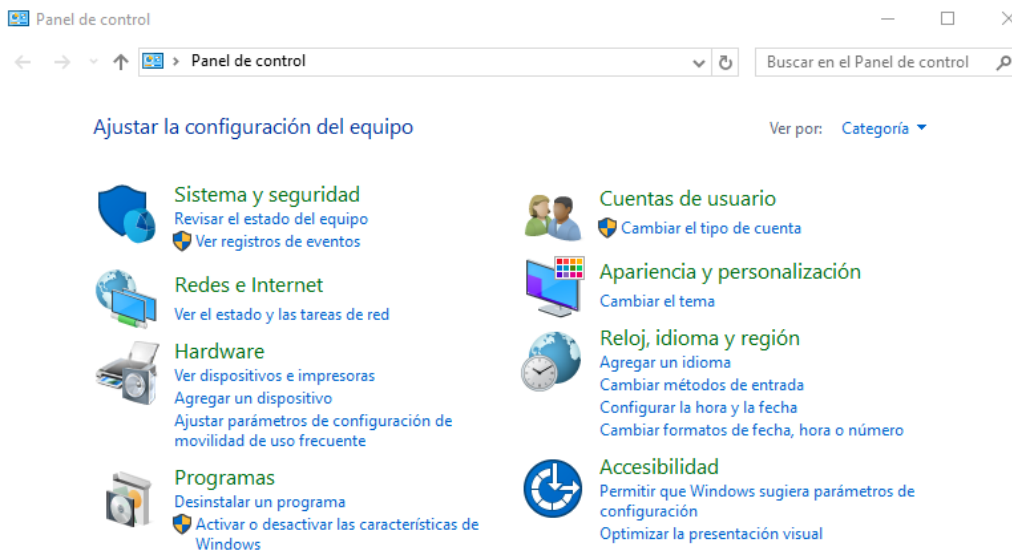 Panel de control
Panel de control
Buscar en el Panel de control
Ajustar la configuración del equipo
Ver por: Categoría
Sistema y seguridad
Revisar el estado del equipo
Ver registros de eventos
Redes e Internet
Ver el estado y las tareas de red
Hardware
Ver dispositivos e impresoras
Agregar un dispositivo
Ajustar parámetros de configuración de
movilidad de uso frecuente
Programas
Desinstalar un programa
Activar o desactivar las características de
Windows
Cuentas de usuario
Cambiar el tipo de cuenta
Apariencia y personalización
Cambiar el tema
Reloj, idioma y región
Agregar un idioma
Cambiar métodos de entrada
Configurar la hora y la fecha
Cambiar formatos de fecha, hora o número
Accesibilidad
Permitir que Windows sugiera parámetros de
configuración
Optimizar la presentación visual